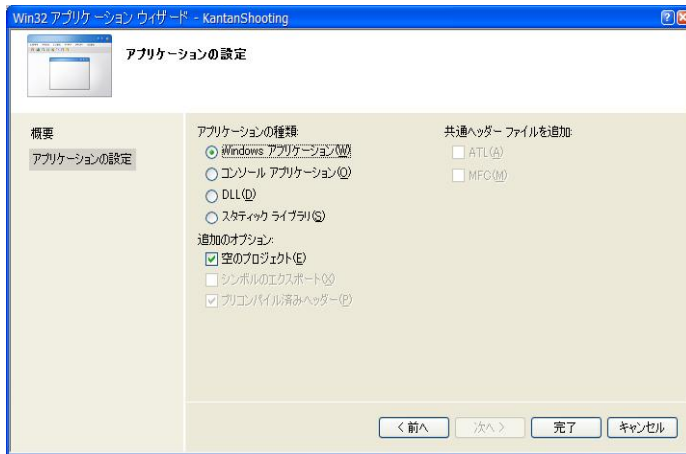 Win32 アプリケーション ウィザード - KantanShooting
アプリケーションの設定
概要
アプリケーションの設定
アプリケーションの種類:
Windows アプリケーション(W)
コンソール アプリケーション(O)
DLL(D)
スタティック ライブラリ(S)
追加のオプション:
空のプロジェクト(E)
シンボルのエクスポート(X)
プリコンパイル済みヘッダー(P)
共通ヘッダー ファイルを追加:
ATL(A)
MFC(M)
< 前へ
次へ >
完了
キャンセル